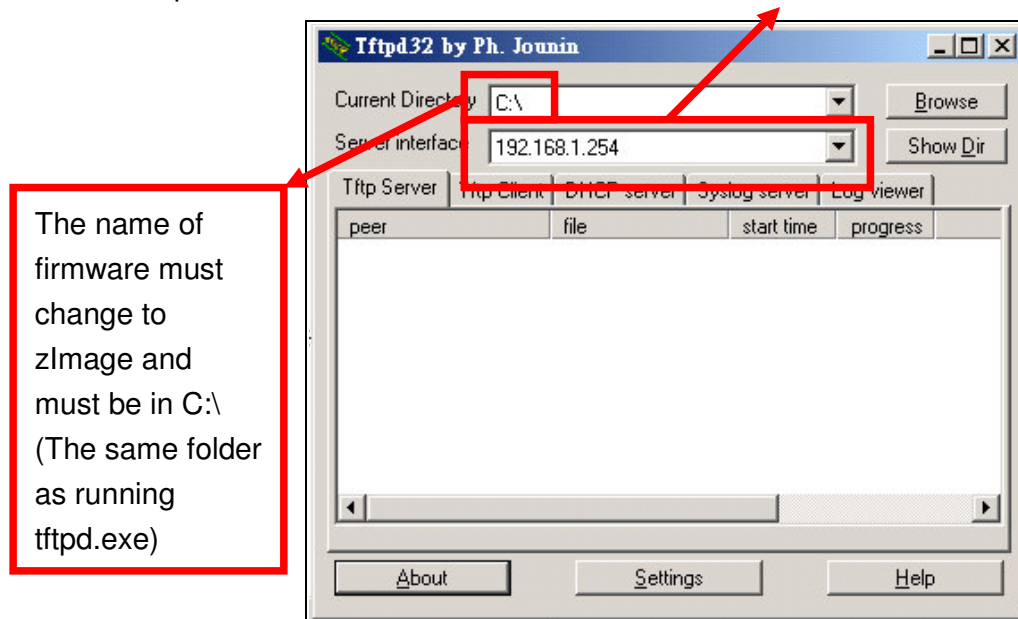 Tftpd32 by Ph. Jounin
Current Directory C:\ Browse
Server interface 192.168.1.254 Show Dir
Tftp Server Tftp Client DHCP server Syslog server Log viewer
peer file start time progress
The name of
firmware must
change to
zImage and
must be in C:\
(The same folder
as running
tftpd.exe)
About Settings Help